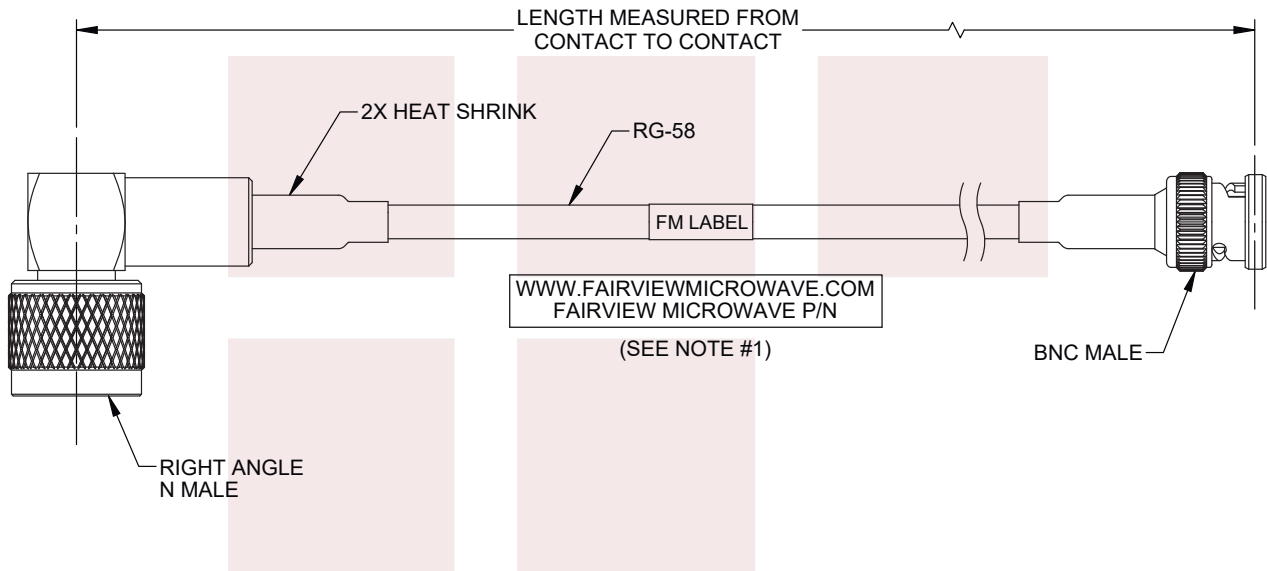 LENGTH MEASURED FROM
CONTACT TO CONTACT
2X HEAT SHRINK
RG-58
FM LABEL
WWW.FAIRVIEWMICROWAVE.COM
FAIRVIEW MICROWAVE P/N
(SEE NOTE #1)
BNC MALE
RIGHT ANGLE
N MALE